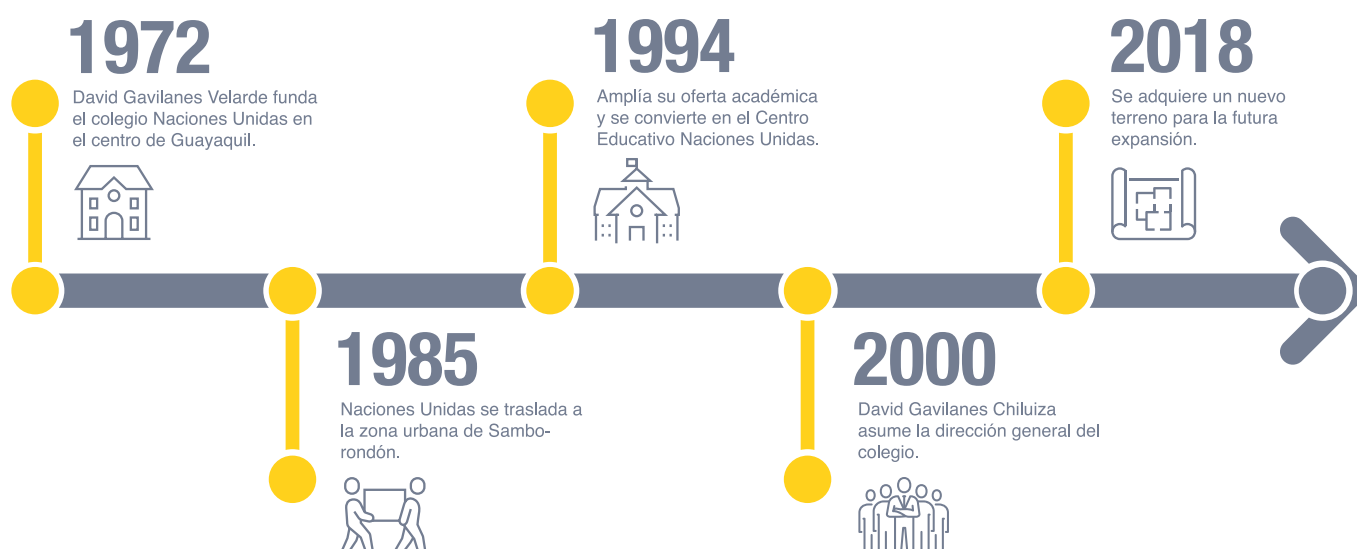 1972
David Gavilanes Velarde funda
el colegio Naciones Unidas en
el centro de Guayaquil.
1985
Naciones Unidas se traslada a
la zona urbana de Sambo-
rondón.
1994
Amplía su oferta académica
y se convierte en el Centro
Educativo Naciones Unidas.
2000
David Gavilanes Chiluiza
asume la dirección general del
colegio.
2018
Se adquiere un nuevo
terreno para la futura
expansión.